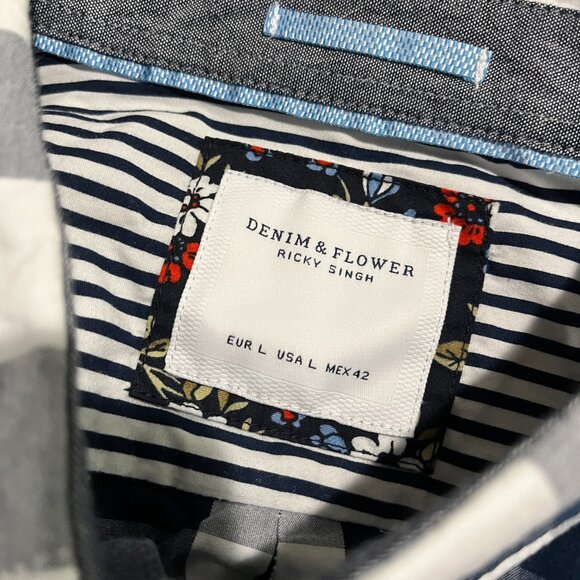 DENIM & FLOWER
RICKY SINGH
EUR L USA L MEX 42